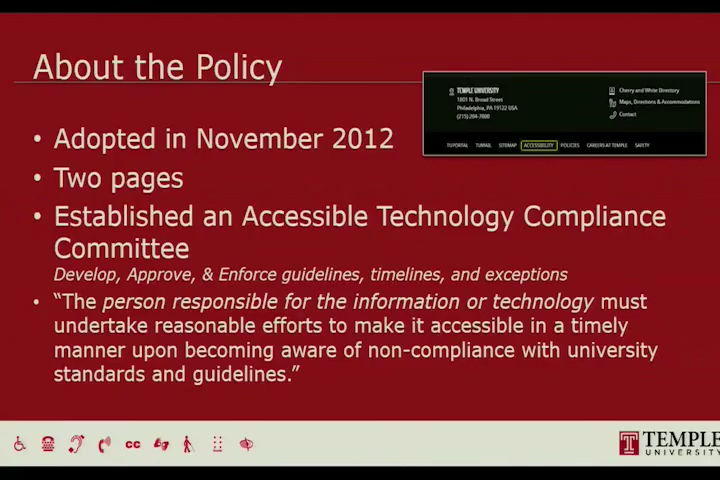 About the Policy
TEMPLE UNIVERSITY
1801 N. Broad Street
Philadelphia, PA 19122 USA
(215) 204-7000
Cherry and White Directory
Maps, Directions & Accommodations
Contact
TUPORTAL TUMAIL SITEMAP ACCESSIBILITY POLICIES CAREERS AT TEMPLE SAFETY
• Adopted in November 2012
• Two pages
• Established an Accessible Technology Compliance
Committee
Develop, Approve, & Enforce guidelines, timelines, and exceptions
• “The person responsible for the information or technology must
undertake reasonable efforts to make it accessible in a timely
manner upon becoming aware of non-compliance with university
standards and guidelines.”
CC
T TEMPLE
UNIVERSITY